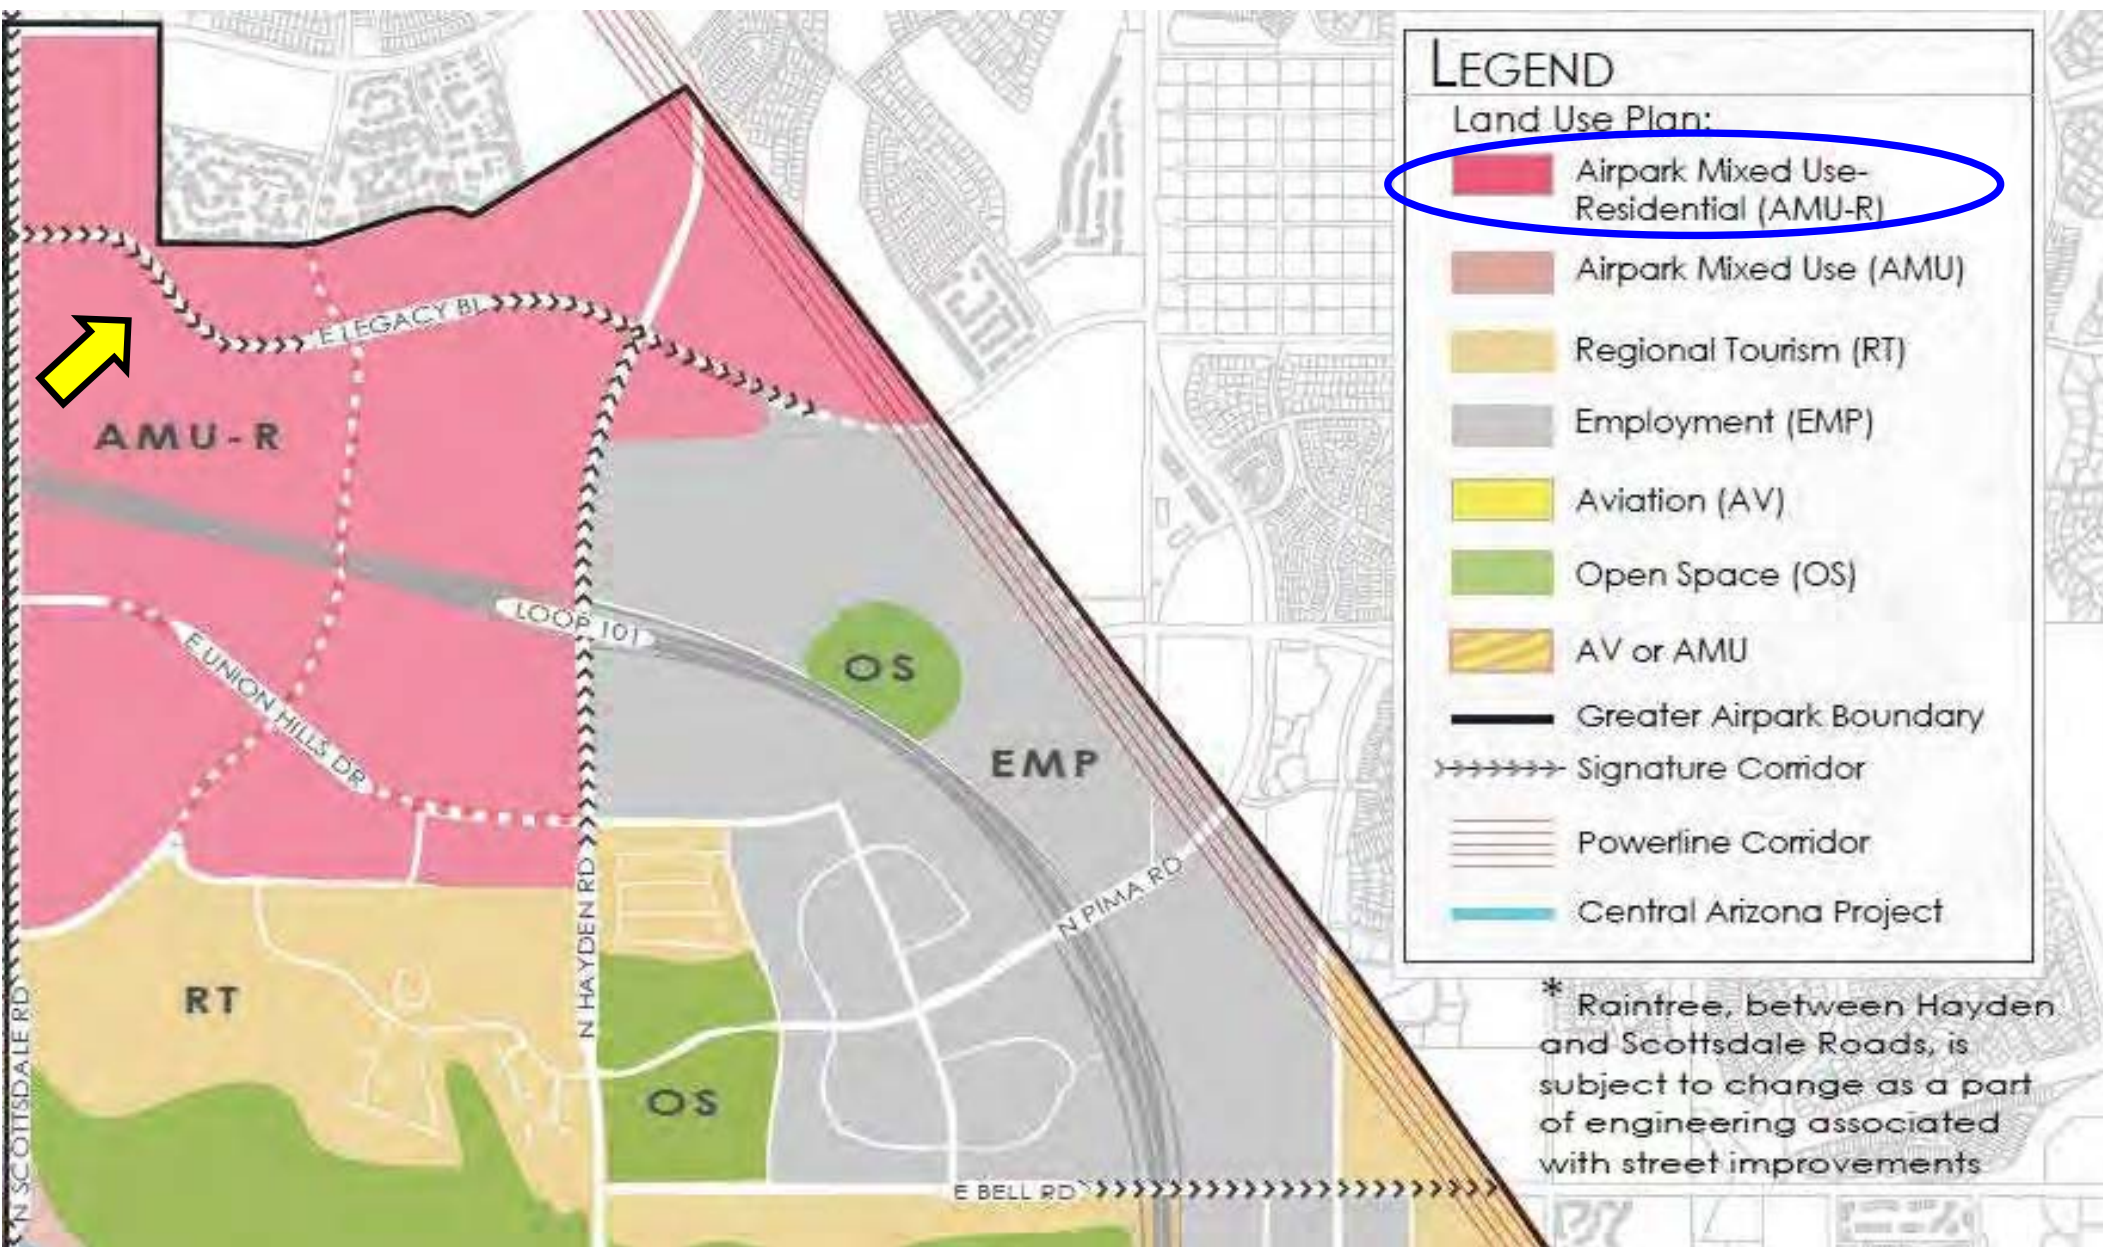 E LEGACY BL
AMU-R
LOOP 101
E UNION HILLS DR
OS
EMP
N HAYDEN RD
N PIMA RD
RT
N SCOTTSDALE RD
OS
E BELL RD
LEGEND
Land Use Plan:
Airpark Mixed Use-
Residential (AMU-R)
Airpark Mixed Use (AMU)
Regional Tourism (RT)
Employment (EMP)
Aviation (AV)
Open Space (OS)
AV or AMU
Greater Airpark Boundary
Signature Corridor
Powerline Corridor
Central Arizona Project
* Raintree, between Hayden
and Scottsdale Roads, is
subject to change as a part
of engineering associated
with street improvements